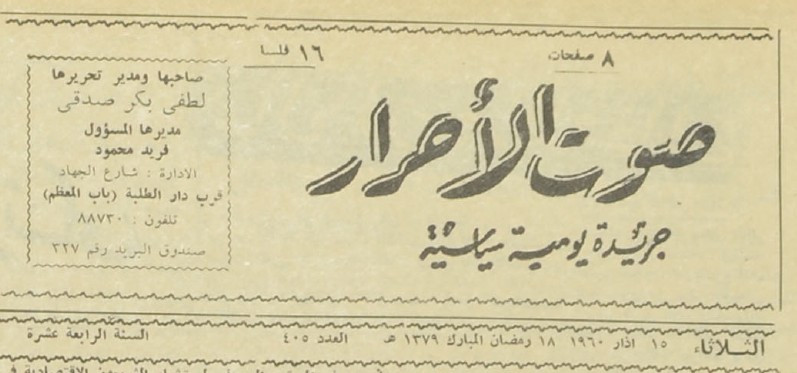 ٨ صفحات
١٦ فلسا
صوت الأحرار
جريدة يومية سياسية
صاحبها ومدير تحريرها
لطفي بكر صدقي
مديرها المسؤول
فريد محمود
الادارة : شارع الجهاد
قرب دار الطلبة (باب المعظم)
تلفون : ٨٨٧٣٠
صندوق البريد رقم ٣٢٧
الثلاثاء ١٥ اذار ١٩٦٠ ١٨ رمضان المبارك ١٣٧٩ هـ العدد ٤٠٥ السنة الرابعة عشرة